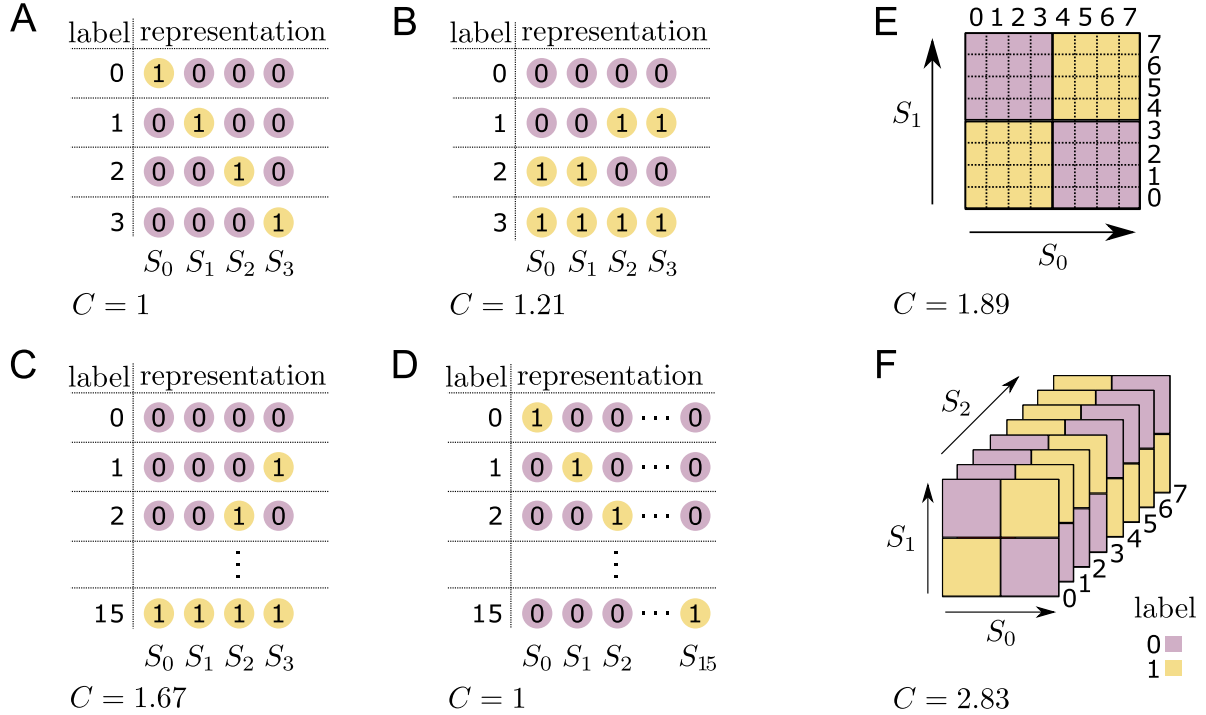 A
label representation
0 1 0 0 0
1 0 1 0 0
2 0 0 1 0
3 0 0 0 1
S0 S1 S2 S3
C = 1
B
label representation
0 0 0 0 0
1 0 0 1 1
2 1 1 0 0
3 1 1 1 1
S0 S1 S2 S3
C = 1.21
E
0 1 2 3 4 5 6 7
7
6
5
4
3
2
1
0
S1
S0
C = 1.89
C
label representation
0 0 0 0 0
1 0 0 0 1
2 0 0 1 0
⋮
15 1 1 1 1
S0 S1 S2 S3
C = 1.67
D
label representation
0 1 0 0 ··· 0
1 0 1 0 ··· 0
2 0 0 1 ··· 0
⋮
15 0 0 0 ··· 1
S0 S1 S2 S15
C = 1
F
S2
S1
7
6
5
4
3
2
1
0
S0
label
0
1
C = 2.83